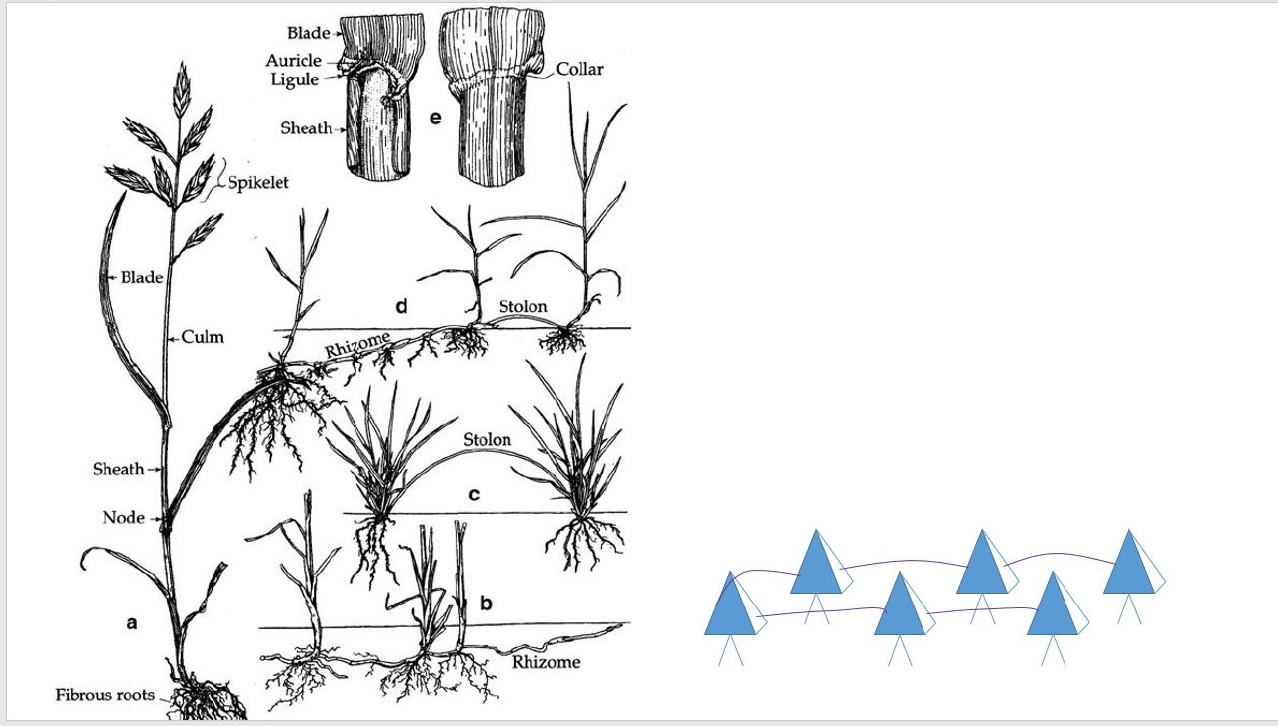 Blade
Auricle
Ligule
Collar
Sheath
e
Spikelet
Blade
d
Stolon
Culm
Rhizome
Stolon
Sheath
c
Node
b
a
Rhizome
Fibrous roots